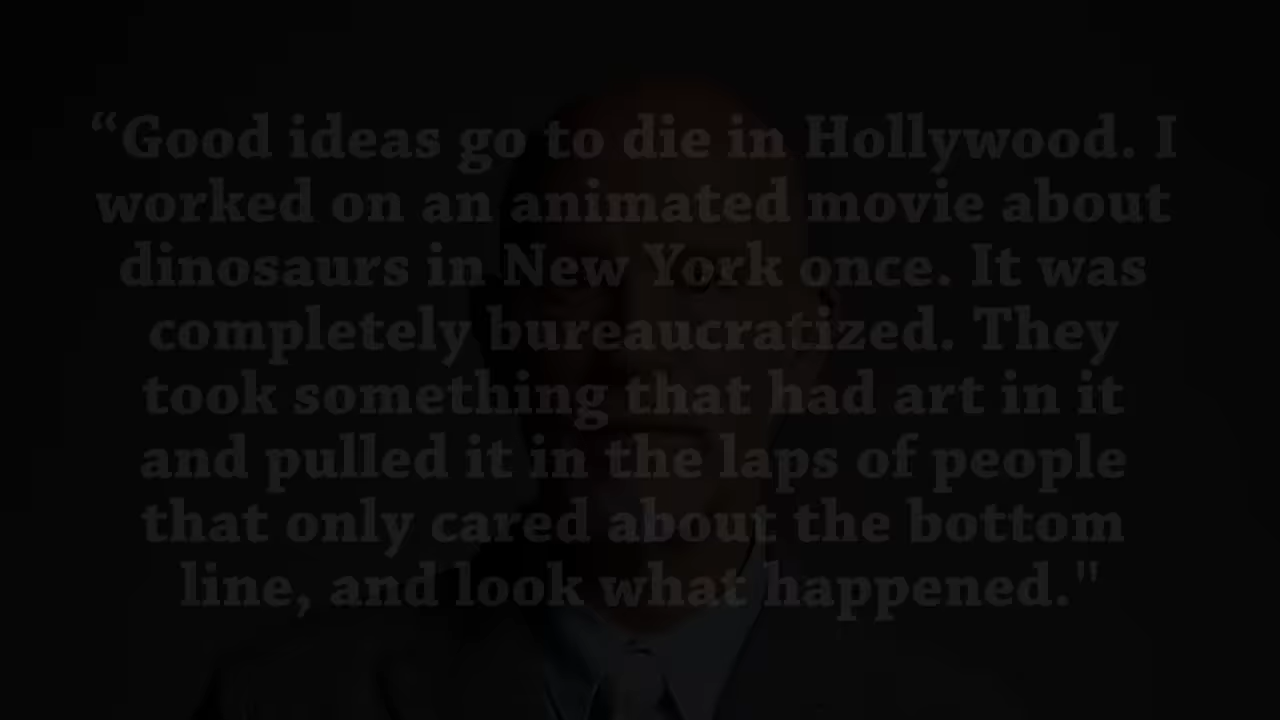 “Good ideas go to die in Hollywood. I
worked on an animated movie about
dinosaurs in New York once. It was
completely bureaucratized. They
took something that had art in it
and pulled it in the laps of people
that only cared about the bottom
line, and look what happened."